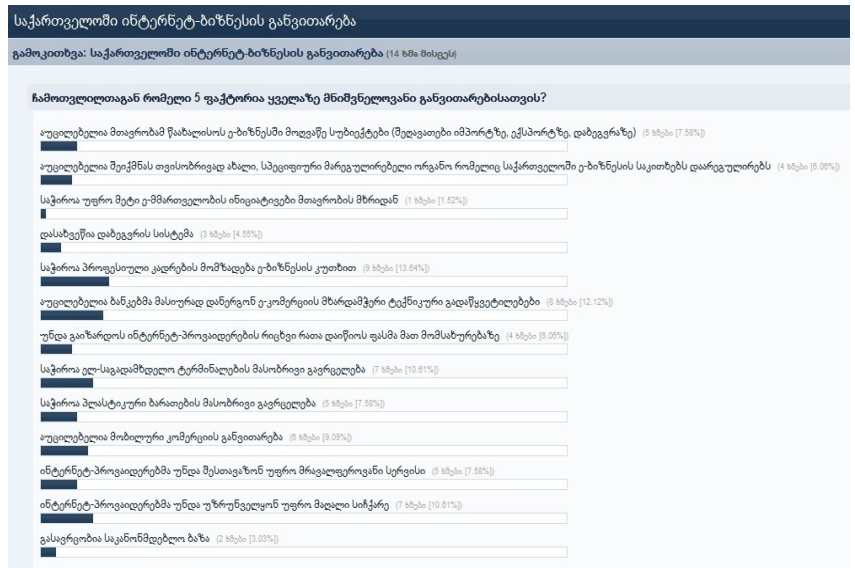 საქართველოში ინტერნეტ-ბიზნესის განვითარება
გამოკითხვა: საქართველოში ინტერნეტ-ბიზნესის განვითარება (14 ხმა მისცეს)
ჩამოთვლილთაგან რომელი 5 ფაქტორია ყველაზე მნიშვნელოვანი განვითარებისათვის?
აუცილებელია მთავრობამ წაახალისოს ე-ბიზნესში მოღვაწე სუბიექტები (შეღავათები იმპორტზე, ექსპორტზე, დაბეგვრაზე) (5 ხმები [7.58%])
აუცილებელია შეიქმნას თვისობრივად ახალი, სპეციფიური მარეგულირებელი ორგანო რომელიც საქართველოში ე-ბიზნესის საკითხებს დაარეგულირებს (4 ხმები [6.06%])
საჭიროა უფრო მეტი ე-მმართველობის ინიციატივები მთავრობის მხრიდან (1 ხმები [1.52%])
დასახვეწია დაბეგვრის სისტემა (3 ხმები [4.55%])
საჭიროა პროფესიული კადრების მომზადება ე-ბიზნესის კუთხით (9 ხმები [13.64%])
აუცილებელია ბანკებმა მასიურად დანერგონ ე-კომერციის მხარდამჭერი ტექნიკური გადაწყვეტილებები (8 ხმები [12.12%])
უნდა გაიზარდოს ინტერნეტ-პროვაიდერების რიცხვი რათა დაიწიოს ფასმა მათ მომსახურებაზე (4 ხმები [6.06%])
საჭიროა ელ-საგადამხდელო ტერმინალების მასობრივი გავრცელება (7 ხმები [10.61%])
საჭიროა პლასტიკური ბარათების მასობრივი გავრცელება (5 ხმები [7.58%])
აუცილებელია მობილური კომერციის განვითარება (6 ხმები [9.09%])
ინტერნეტ-პროვაიდერებმა უნდა შესთავაზონ უფრო მრავალფეროვანი სერვისი (5 ხმები [7.58%])
ინტერნეტ-პროვაიდერებმა უნდა უზრუნველყონ უფრო მაღალი სიჩქარე (7 ხმები [10.61%])
გასავრცობია საკანონმდებლო ბაზა (2 ხმები [3.03%])